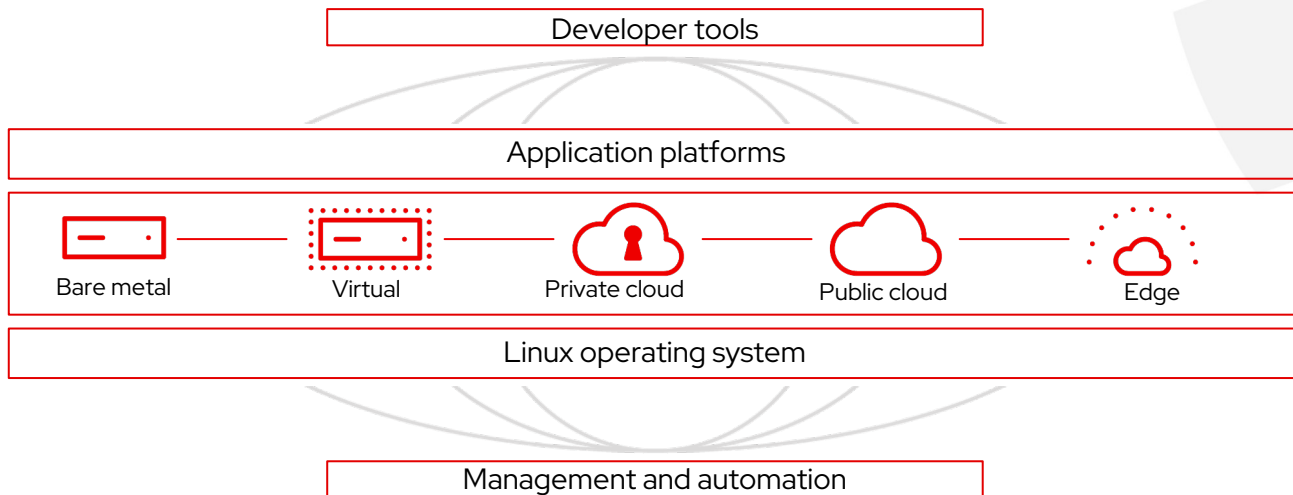 Developer tools
Application platforms
Bare metal
Virtual
Private cloud
Public cloud
Edge
Linux operating system
Management and automation